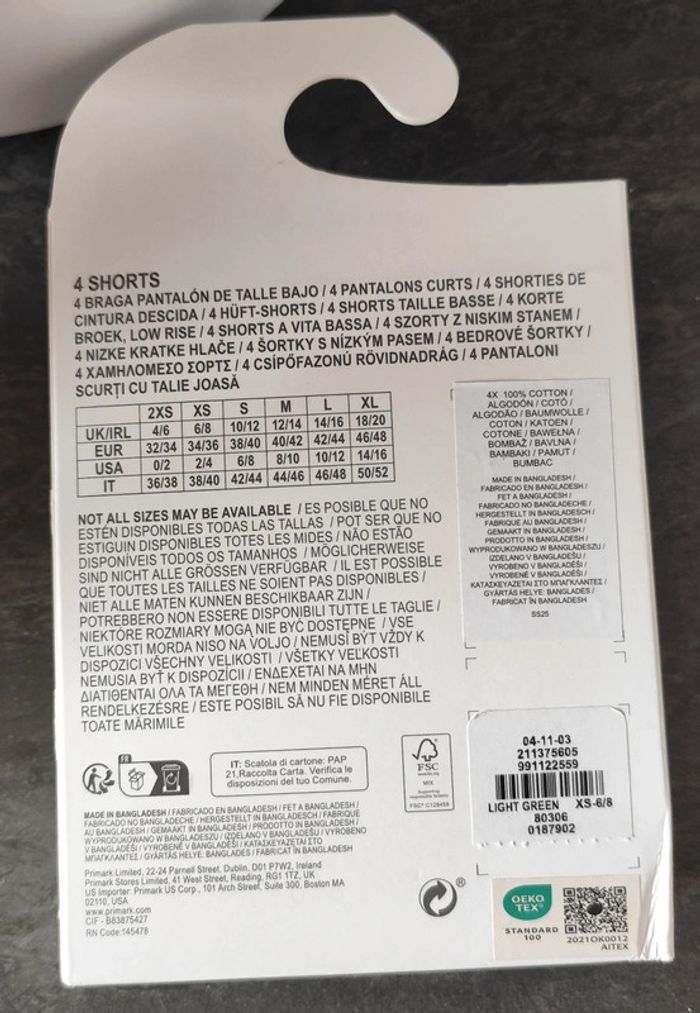 4 SHORTS
4 BRAGA PANTALÓN DE TALLE BAJO / 4 PANTALONS CURTS / 4 SHORTIES DE
CINTURA DESCIDA / 4 HÜFT-SHORTS / 4 SHORTS TAILLE BASSE / 4 KORTE
BROEK, LOW RISE / 4 SHORTS A VITA BASSA / 4 SZORTY Z NISKIM STANEM /
4 NIZKE KRATKE HLAČE / 4 ŠORTKY S NÍZKÝM PASEM / 4 BEDROVÉ ŠORTKY /
4 ΧΑΜΗΛΟΜΕΣΟ ΣΟΡΤΣ / 4 CSÍPŐFAZONÚ RÖVIDNADRÁG / 4 PANTALONI
SCURȚI CU TALIE JOASĂ
2XS XS S M L XL
UK/IRL 4/6 6/8 10/12 12/14 14/16 18/20
EUR 32/34 34/36 38/40 40/42 42/44 46/48
USA 0/2 2/4 6/8 8/10 10/12 14/16
IT 36/38 38/40 42/44 44/46 46/48 50/52
NOT ALL SIZES MAY BE AVAILABLE / ES POSIBLE QUE NO
ESTÉN DISPONIBLES TODAS LAS TALLAS / POT SER QUE NO
ESTIGUIN DISPONIBLES TOTES LES MIDES / NÃO ESTÃO
DISPONÍVEIS TODOS OS TAMANHOS / MÖGLICHERWEISE
SIND NICHT ALLE GRÖSSEN VERFÜGBAR / IL EST POSSIBLE
QUE TOUTES LES TAILLES NE SOIENT PAS DISPONIBLES /
NIET ALLE MATEN KUNNEN BESCHIKBAAR ZIJN /
POTREBBERO NON ESSERE DISPONIBILI TUTTE LE TAGLIE /
NIEKTÓRE ROZMIARY MOGĄ NIE BYĆ DOSTĘPNE / VSE
VELIKOSTI MORDA NISO NA VOLJO / NEMUSÍ BÝT VŽDY K
DISPOZICI VŠECHNY VELIKOSTI / VŠETKY VEĽKOSTI
NEMUSIA BYŤ K DISPOZÍCII / ΕΝΔΕΧΕΤΑΙ ΝΑ ΜΗΝ
ΔΙΑΤΙΘΕΝΤΑΙ ΟΛΑ ΤΑ ΜΕΓΕΘΗ / NEM MINDEN MÉRET ÁLL
RENDELKEZÉSRE / ESTE POSIBIL SĂ NU FIE DISPONIBILE
TOATE MĂRIMILE
4X 100% COTTON /
ALGODÓN / COTÓ /
ALGODÃO / BAUMWOLLE /
COTON / KATOEN /
COTONE / BAWEŁNA /
BOMBAŽ / BAVLNA /
ΒΑΜΒΑΚΙ / PAMUT /
BUMBAC
MADE IN BANGLADESH /
FABRICADO EN BANGLADESH /
FET A BANGLADESH /
FABRICADO NO BANGLADECHE /
HERGESTELLT IN BANGLADESCH /
FABRIQUÉ AU BANGLADESH /
GEMAAKT IN BANGLADESH /
PRODOTTO IN BANGLADESH /
WYPRODUKOWANO W BANGLADESZU /
IZDELANO V BANGLADEŠU /
VYROBENO V BANGLADÉŠI /
VYROBENÉ V BANGLADÉŠI /
ΚΑΤΑΣΚΕΥΑΖΕΤΑΙ ΣΤΟ ΜΠΑΓΚΛΑΝΤΕΣ /
GYÁRTÁS HELYE: BANGLADES /
FABRICAT ÎN BANGLADESH
SS25
FR
IT: Scatola di cartone: PAP
21.Raccolta Carta. Verifica le
disposizioni del tuo Comune.
FSC
MIX
Supporting
responsible forestry
FSC® C128458
04-11-03
211375605
991122559
LIGHT GREEN XS-6/8
80306
0187902
MADE IN BANGLADESH / FABRICADO EN BANGLADESH / FET A BANGLADESH /
FABRICADO NO BANGLADECHE / HERGESTELLT IN BANGLADESCH / FABRIQUÉ
AU BANGLADESH / GEMAAKT IN BANGLADESH / PRODOTTO IN BANGLADESH /
WYPRODUKOWANO W BANGLADESZU / IZDELANO V BANGLADEŠU / VYROBENO
V BANGLADÉŠI / VYROBENÉ V BANGLADÉŠI / ΚΑΤΑΣΚΕΥΑΖΕΤΑΙ ΣΤΟ
ΜΠΑΓΚΛΑΝΤΕΣ / GYÁRTÁS HELYE: BANGLADES / FABRICAT ÎN BANGLADESH
Primark Limited, 22-24 Parnell Street, Dublin, D01 P7W2, Ireland
Primark Stores Limited, 41 West Street, Reading, RG1 1TZ, UK
US Importer: Primark US Corp., 101 Arch Street, Suite 300, Boston MA
02110, USA
www.primark.com
CIF - B83875427
RN Code:145478
®
OEKO
TEX®
STANDARD
100
2021OK0012
AITEX